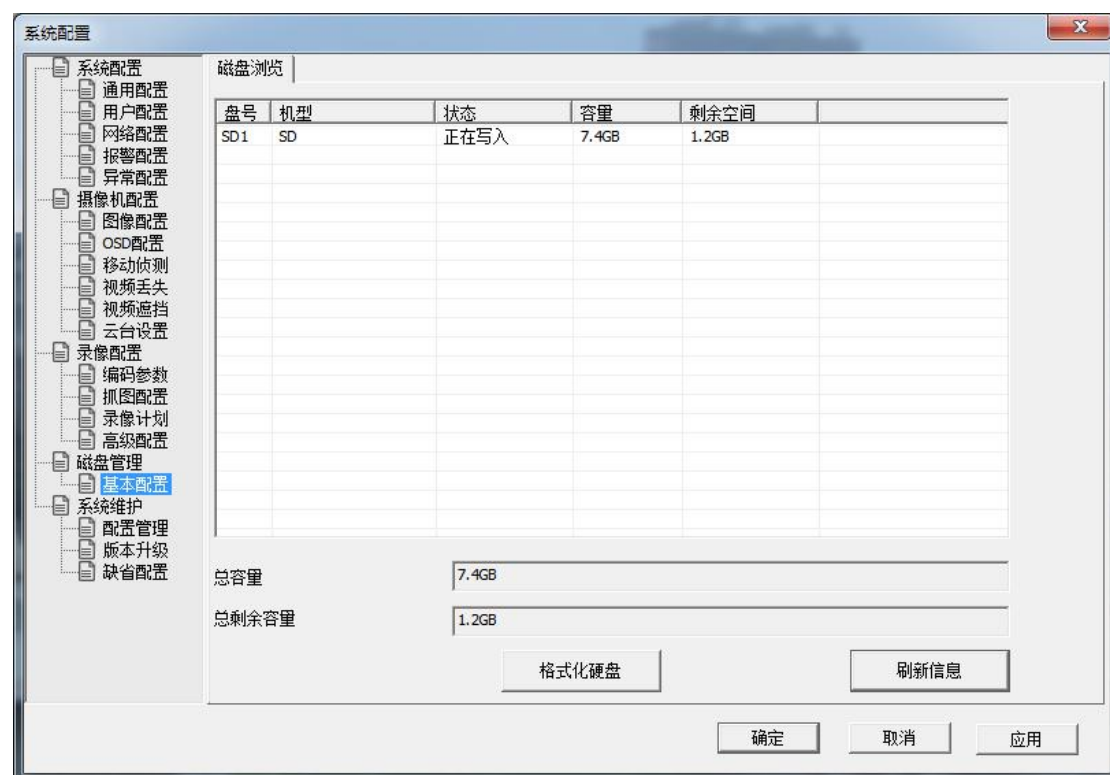 系统配置
系统配置
通用配置
用户配置
网络配置
报警配置
异常配置
摄像机配置
图像配置
OSD配置
移动侦测
视频丢失
视频遮挡
云台设置
录像配置
编码参数
抓图配置
录像计划
高级配置
磁盘管理
基本配置
系统维护
配置管理
版本升级
缺省配置
磁盘浏览
盘号 机型 状态 容量 剩余空间
SD1 SD 正在写入 7.4GB 1.2GB
总容量 7.4GB
总剩余容量 1.2GB
格式化硬盘 刷新信息
确定 取消 应用